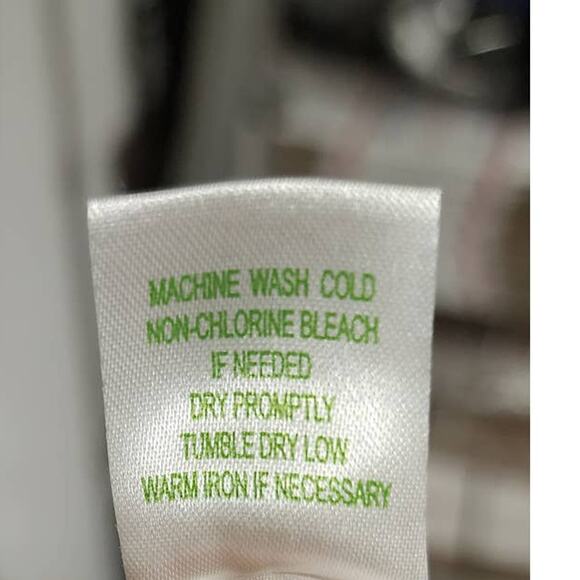 MACHINE WASH COLD
NON-CHLORINE BLEACH
IF NEEDED
DRY PROMPTLY
TUMBLE DRY LOW
WARM IRON IF NECESSARY